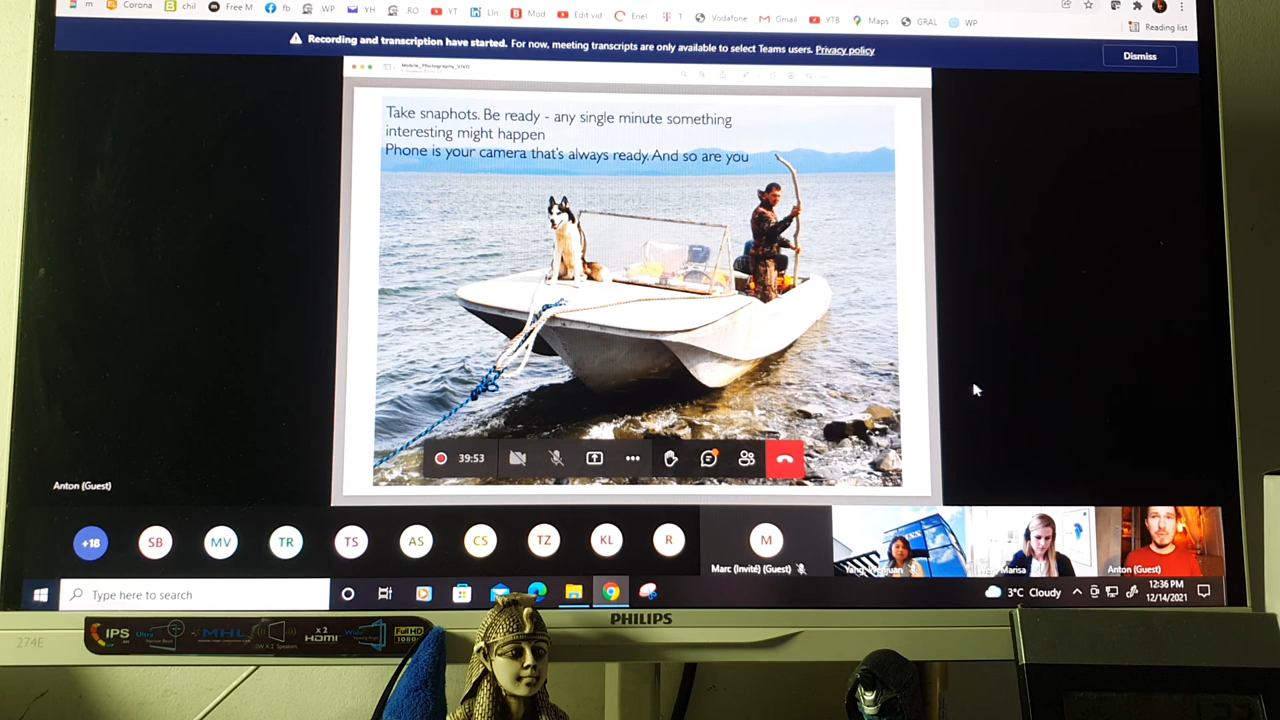 m
Corona
chil
Free M
fb
WP
YH
RO
YT
LIn
Mod
Edit vid
Enel
T
Vodafone
Gmail
YTB
Maps
GRAL
WP
Reading list
Recording and transcription have started. For now, meeting transcripts are only available to select Teams users. Privacy policy
Dismiss
Mobile_Photography_VIVO
Take snaphots. Be ready - any single minute something
interesting might happen
Phone is your camera that's always ready. And so are you
39:53
Anton (Guest)
+18
SB
MV
TR
TS
AS
CS
TZ
KL
R
M
Marc (Invité) (Guest)
Marisa
Anton (Guest)
Type here to search
3°C Cloudy
12:36 PM
12/14/2021
PHILIPS
274E
IPS
Ultra
MHL
x2
HDMI
Full HD